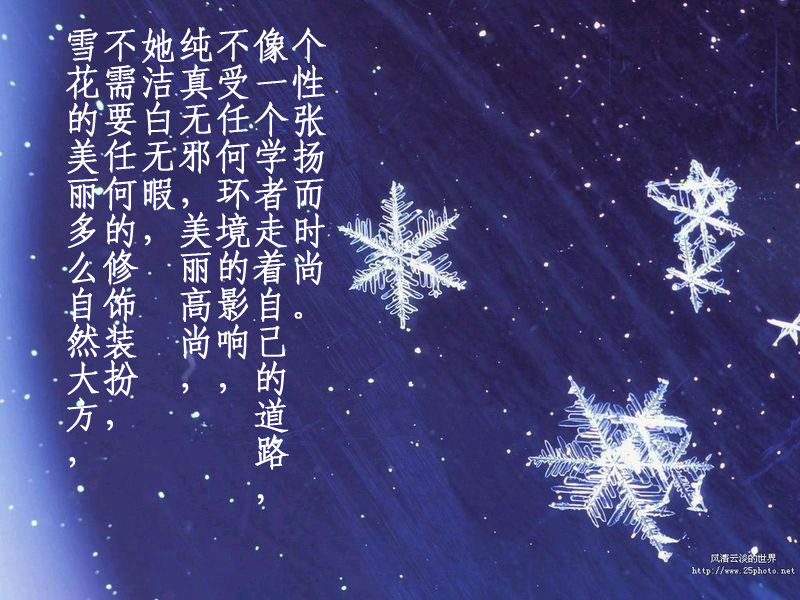 雪花的美丽多么自然大方，
不需要任何的修饰装扮，
她洁白无暇，
纯真无邪，美丽高尚，
不受任何环境的影响，
像一个学者走着自己的道路，
个性张扬而时尚。
风清云淡的世界
http://www.25photo.net